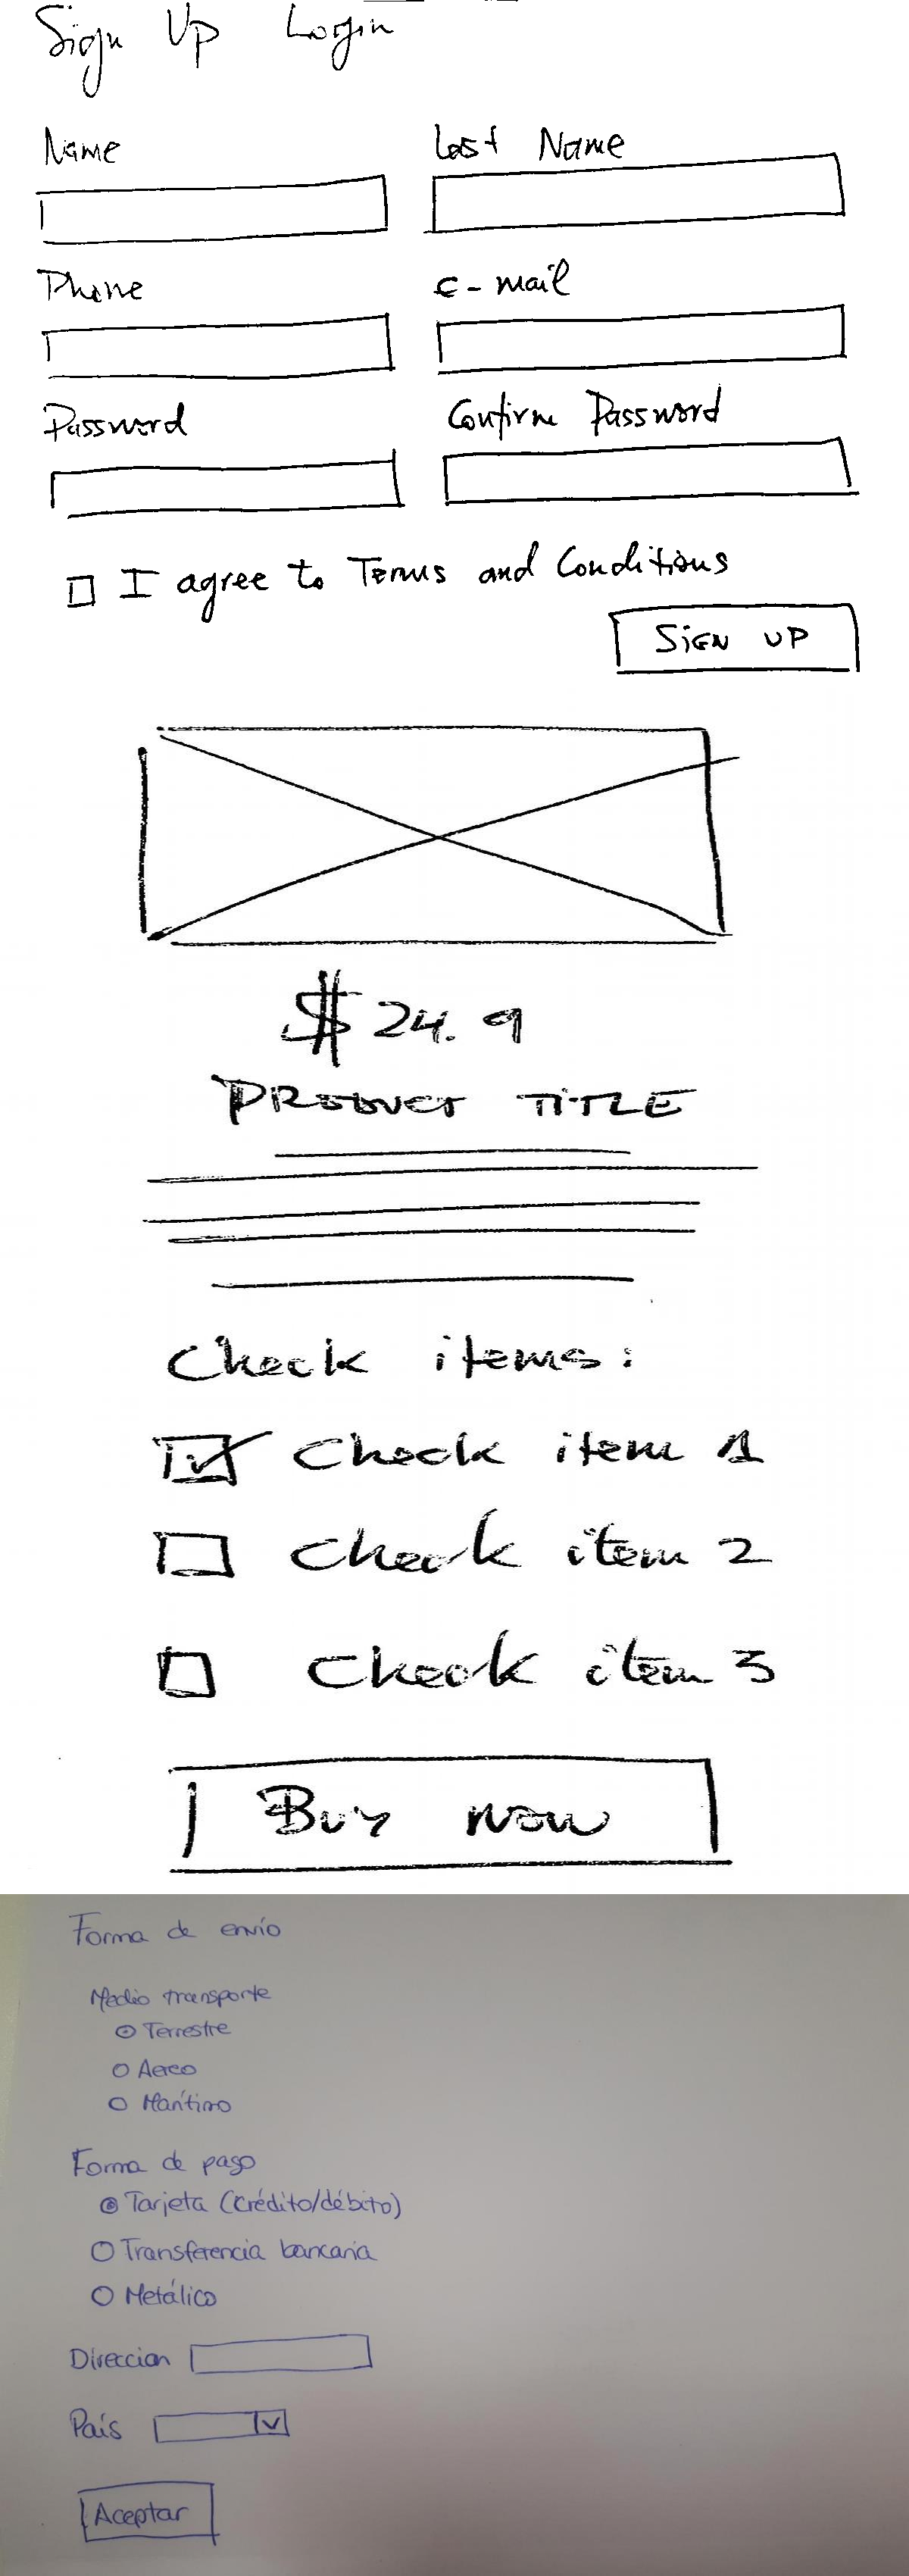 Sign Up Login
Name Last Name
Phone e-mail
Password Confirm Password
I agree to Terms and Conditions
SIGN UP
$ 24.9
PRODUCT TITLE
Check items:
Check item 1
Check item 2
Check item 3
Buy now
Forma de envío
Medio transporte
Terrestre
Aereo
Marítimo
Forma de pago
Tarjeta (crédito/débito)
Transferencia bancaria
Metálico
Direccion
País
Aceptar